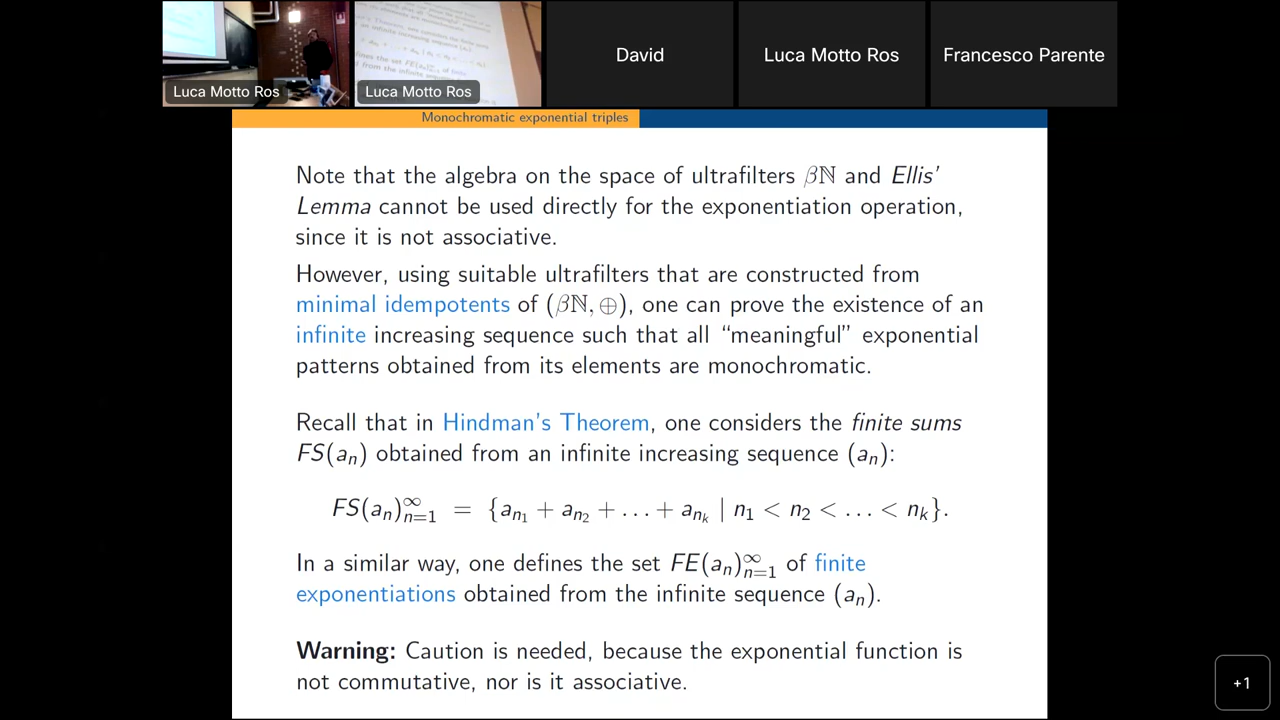 Luca Motto Ros
Luca Motto Ros
David
Luca Motto Ros
Francesco Parente
Monochromatic exponential triples
Note that the algebra on the space of ultrafilters βℕ and Ellis’
Lemma cannot be used directly for the exponentiation operation,
since it is not associative.
However, using suitable ultrafilters that are constructed from
minimal idempotents of (βℕ, ⊕), one can prove the existence of an
infinite increasing sequence such that all “meaningful” exponential
patterns obtained from its elements are monochromatic.
Recall that in Hindman’s Theorem, one considers the finite sums
FS(aₙ) obtained from an infinite increasing sequence (aₙ):
FS(aₙ)_{n=1}^∞ = {a_{n₁} + a_{n₂} + … + a_{nₖ} | n₁ < n₂ < … < nₖ}.
In a similar way, one defines the set FE(aₙ)_{n=1}^∞ of finite
exponentiations obtained from the infinite sequence (aₙ).
Warning: Caution is needed, because the exponential function is
not commutative, nor is it associative.
+1